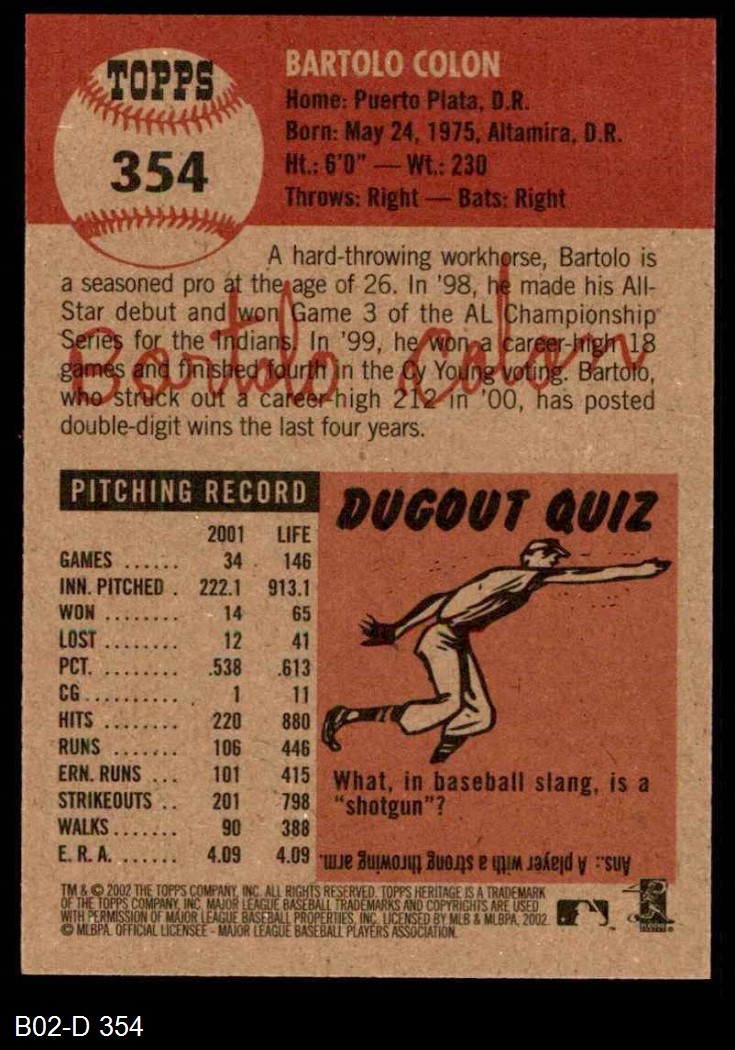 TOPPS
354
BARTOLO COLON
Home: Puerto Plata, D.R.
Born: May 24, 1975, Altamira, D.R.
Ht.: 6'0" — Wt.: 230
Throws: Right — Bats: Right
A hard-throwing workhorse, Bartolo is
a seasoned pro at the age of 26. In '98, he made his All-
Star debut and won Game 3 of the AL Championship
Series for the Indians. In '99, he won a career-high 18
games and finished fourth in the Cy Young voting. Bartolo,
who struck out a career-high 212 in '00, has posted
double-digit wins the last four years.
Bartolo Colon
PITCHING RECORD
2001 LIFE
GAMES ...... 34 146
INN. PITCHED . 222.1 913.1
WON ........ 14 65
LOST ........ 12 41
PCT. ........ .538 .613
CG .......... 1 11
HITS ........ 220 880
RUNS ....... 106 446
ERN. RUNS ... 101 415
STRIKEOUTS .. 201 798
WALKS ....... 90 388
E. R. A. ...... 4.09 4.09
DUGOUT QUIZ
What, in baseball slang, is a
"shotgun"?
Ans.: A player with a strong throwing arm.
TM & © 2002 THE TOPPS COMPANY, INC. ALL RIGHTS RESERVED. TOPPS HERITAGE IS A TRADEMARK
OF THE TOPPS COMPANY, INC. MAJOR LEAGUE BASEBALL TRADEMARKS AND COPYRIGHTS ARE USED
WITH PERMISSION OF MAJOR LEAGUE BASEBALL PROPERTIES, INC. LICENSED BY MLB & MLBPA, 2002.
© MLBPA. OFFICIAL LICENSEE - MAJOR LEAGUE BASEBALL PLAYERS ASSOCIATION.
B02-D 354